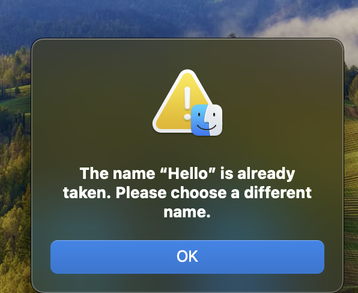 The name “Hello” is already
taken. Please choose a different
name.
OK